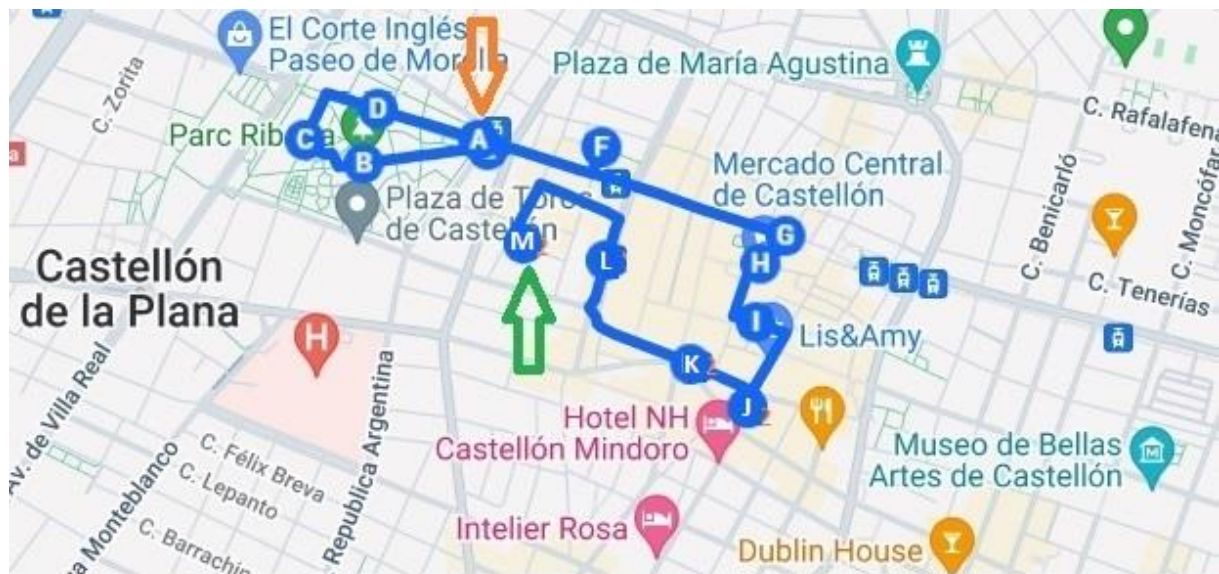 El Corte Inglés
Paseo de Morella
Plaza de María Agustina
C. Zorita
C. Rafalafena
D
A
C
Parc Ribalta
B
F
Mercado Central
de Castellón
Plaza de Toros
de Castellón
G
M
L
H
C. Benicarló
C. Moncófar
C. Tenerías
Castellón
de la Plana
H
I
Lis&Amy
K
J
Av. de Villa Real
Republica Argentina
Hotel NH
Castellón Mindoro
C. Félix Breva
C. Lepanto
Monteblanco
Museo de Bellas
Artes de Castellón
Intelier Rosa
C. Barrachin
Dublin House